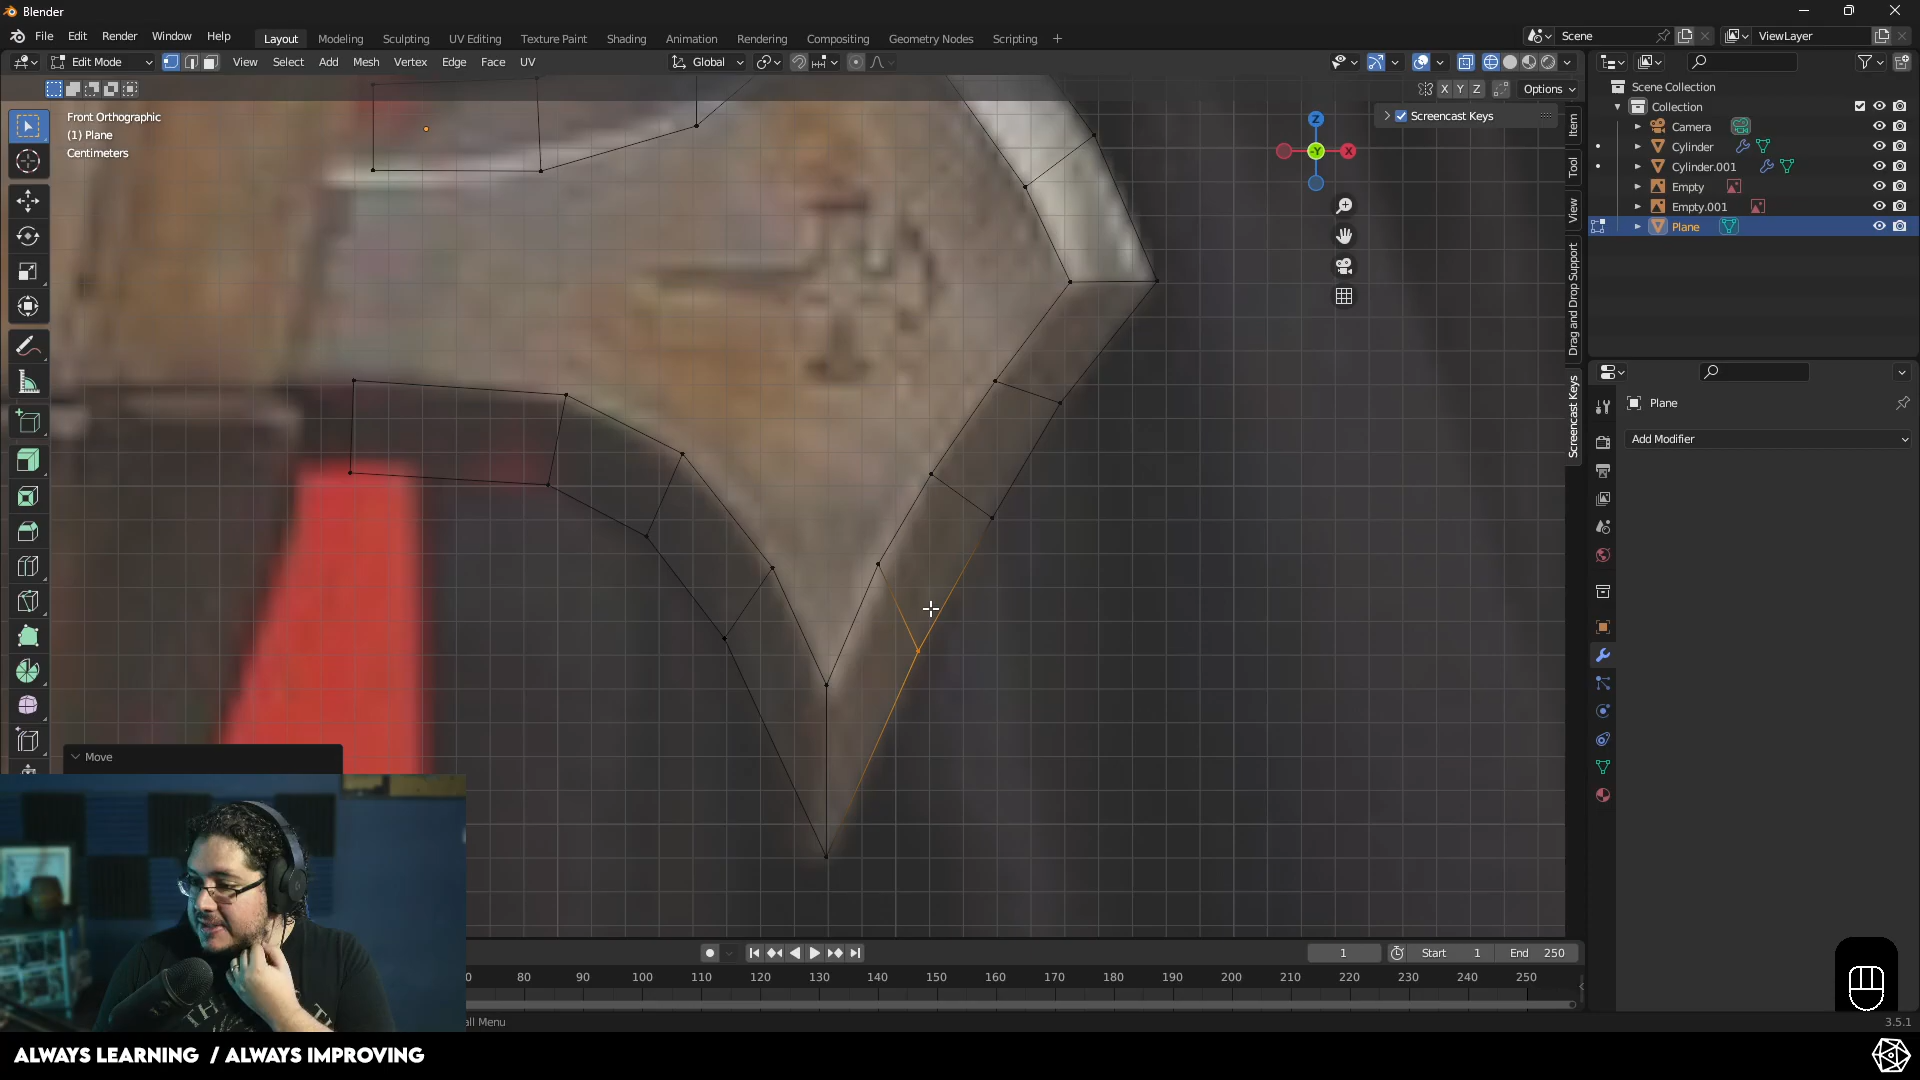 Blender
File Edit Render Window Help
Layout Modeling Sculpting UV Editing Texture Paint Shading Animation Rendering Compositing Geometry Nodes Scripting +
Scene
ViewLayer
Edit Mode View Select Add Mesh Vertex Edge Face UV
Global
X Y Z Options
Front Orthographic
(1) Plane
Centimeters
Z
-Y
X
Screencast Keys
Item
Tool
View
Drag and Drop Support
Screencast Keys
Scene Collection
Collection
Camera
Cylinder
Cylinder.001
Empty
Empty.001
Plane
Plane
Add Modifier
Move
1 Start 1 End 250
80 90 100 110 120 130 140 150 160 170 180 190 200 210 220 230 240 250
all Menu
3.5.1
ALWAYS LEARNING / ALWAYS IMPROVING